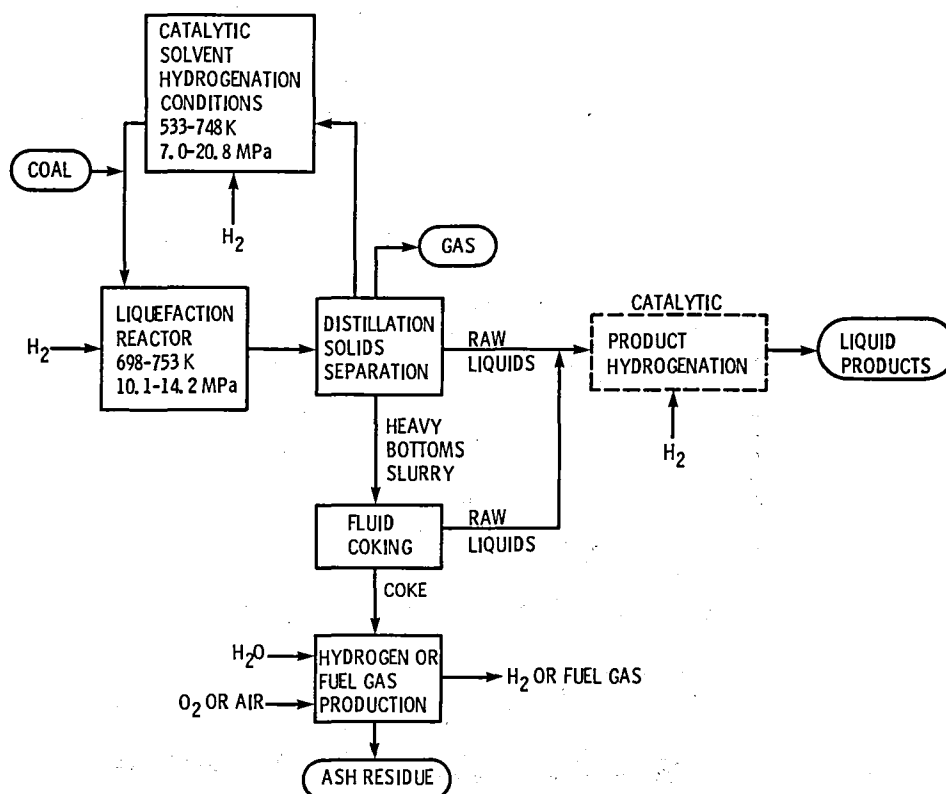 CATALYTIC
SOLVENT
HYDROGENATION
CONDITIONS
533-748 K
7.0-20.8 MPa
COAL
H2
GAS
LIQUEFACTION
REACTOR
698-753 K
10.1-14.2 MPa
H2
DISTILLATION
SOLIDS
SEPARATION
RAW
LIQUIDS
CATALYTIC
PRODUCT
HYDROGENATION
LIQUID
PRODUCTS
H2
HEAVY
BOTTOMS
SLURRY
FLUID
COKING
RAW
LIQUIDS
COKE
H2O
O2 OR AIR
HYDROGEN OR
FUEL GAS
PRODUCTION
H2 OR FUEL GAS
ASH RESIDUE